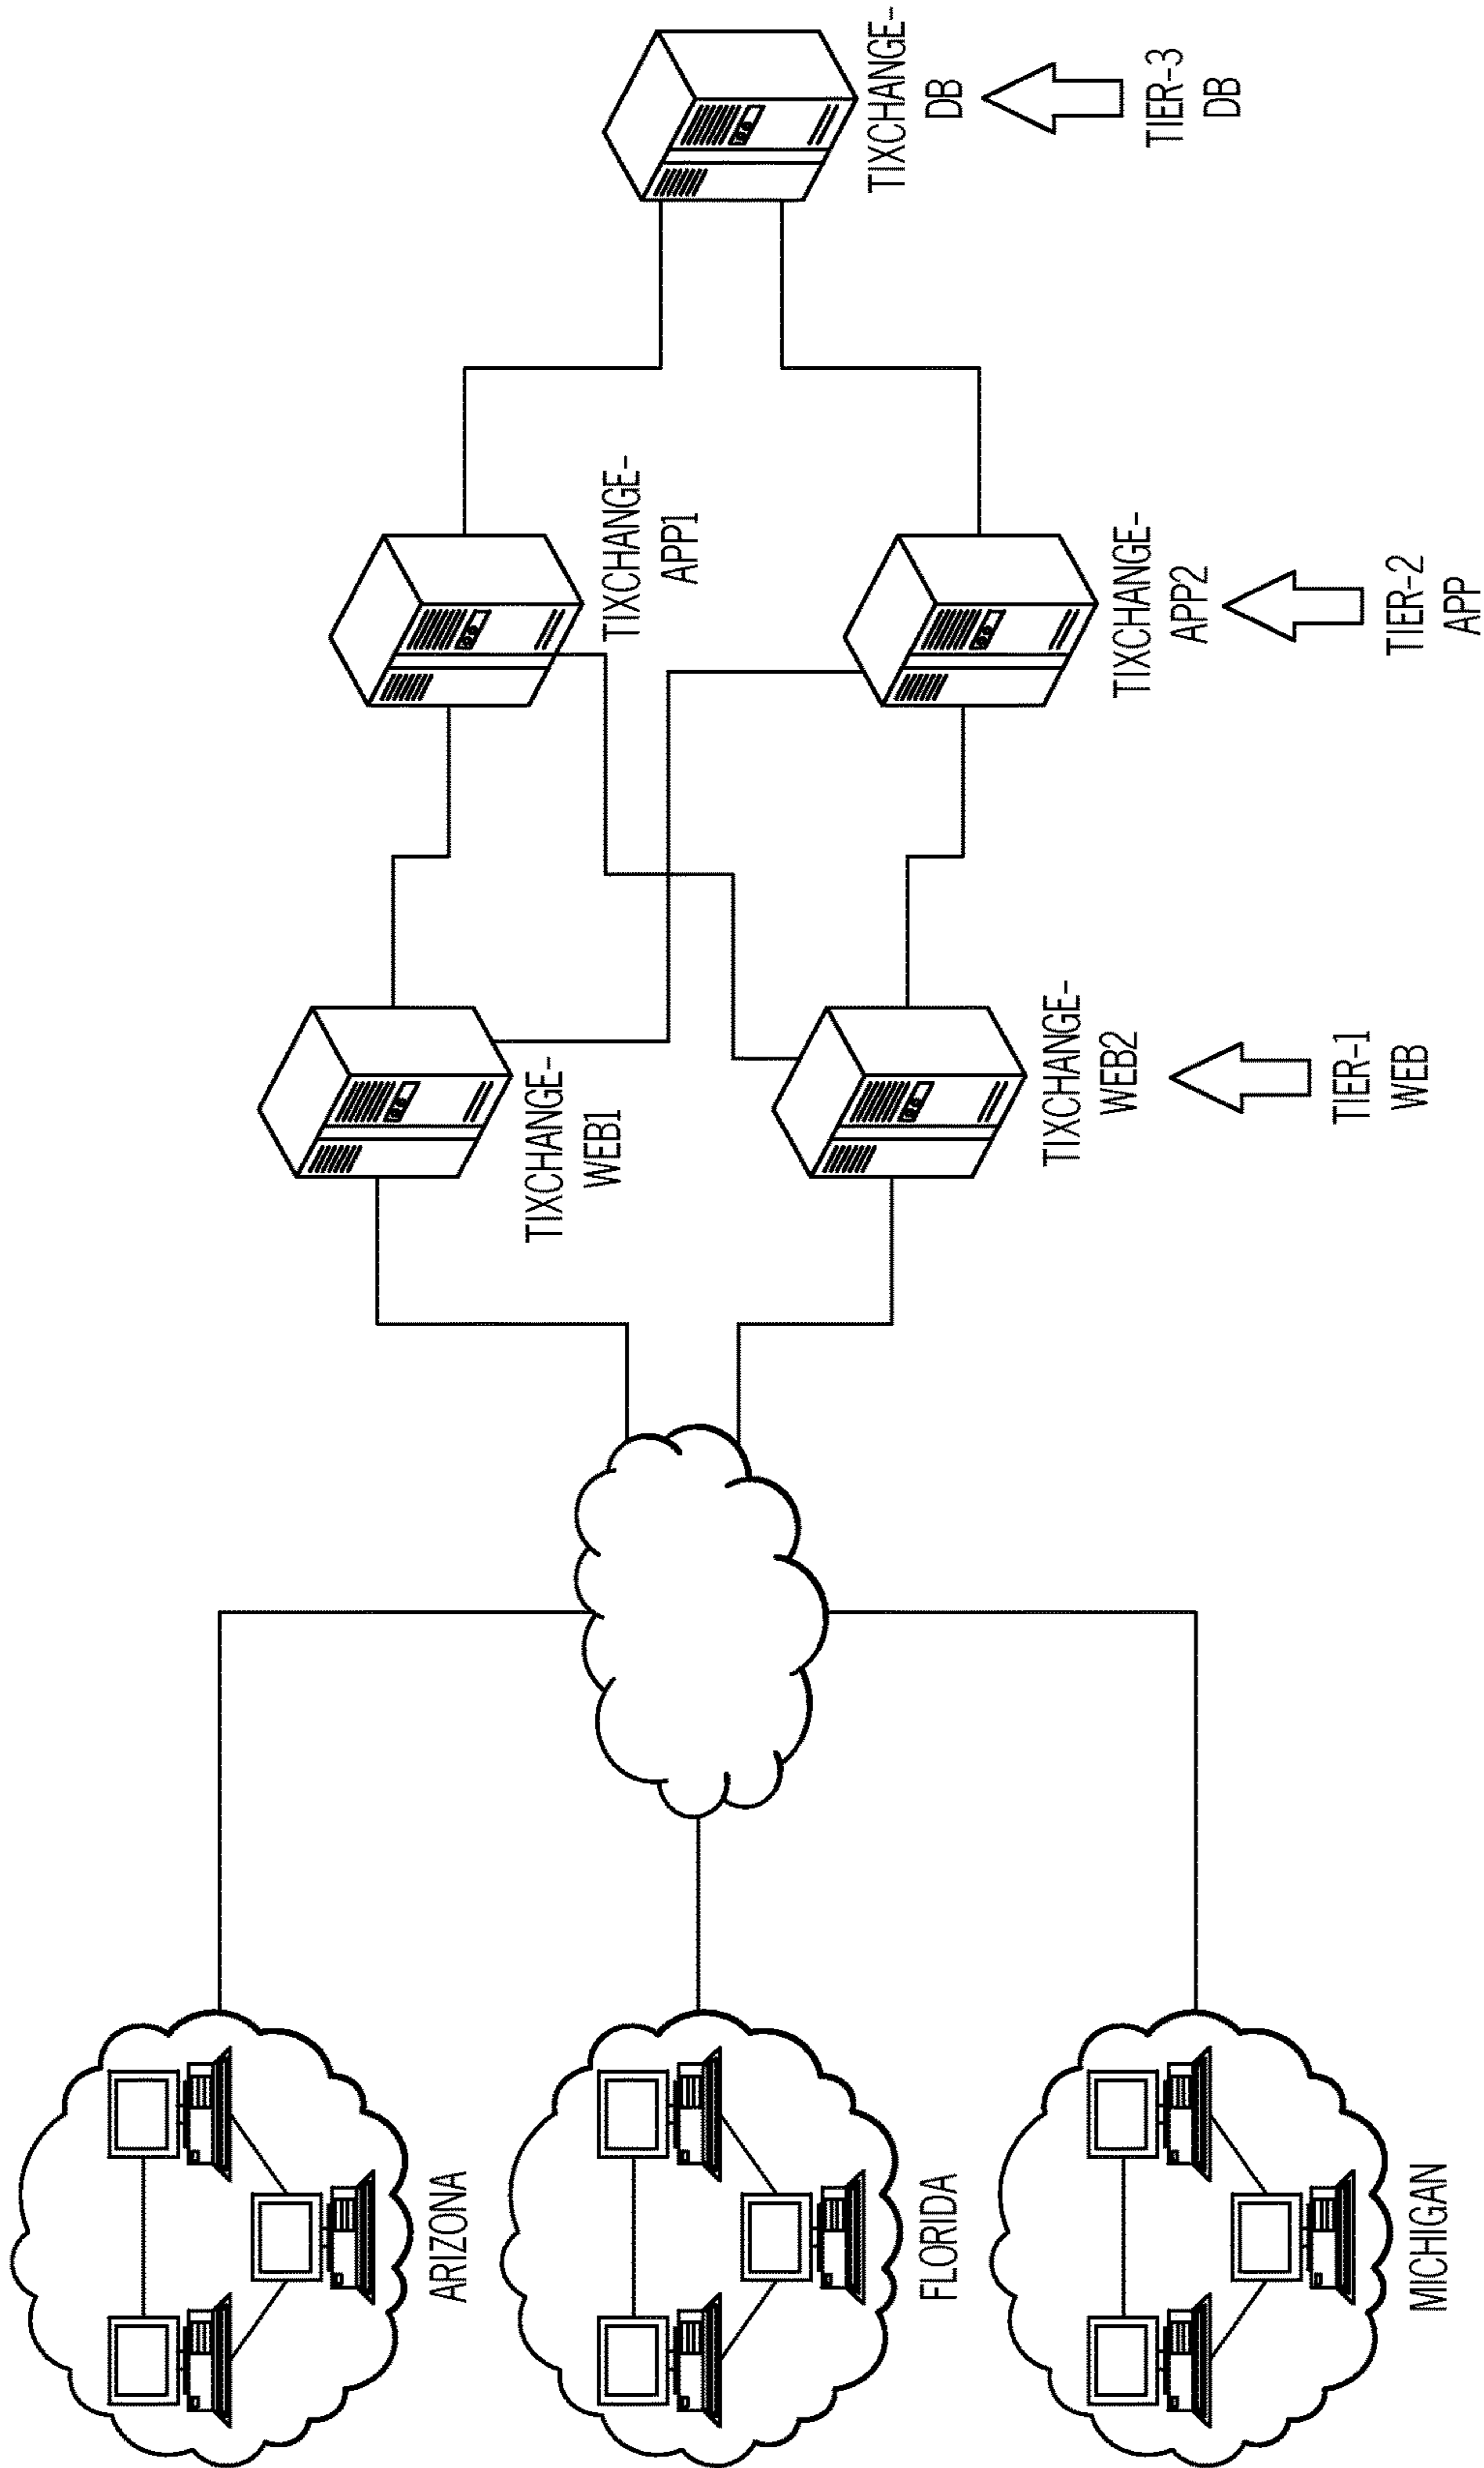 ARIZONA
FLORIDA
MICHIGAN
TIXCHANGE-
WEB1
TIXCHANGE-
WEB2
TIER-1
WEB
TIXCHANGE-
APP1
TIXCHANGE-
APP2
TIER-2
APP
TIXCHANGE-
DB
TIER-3
DB